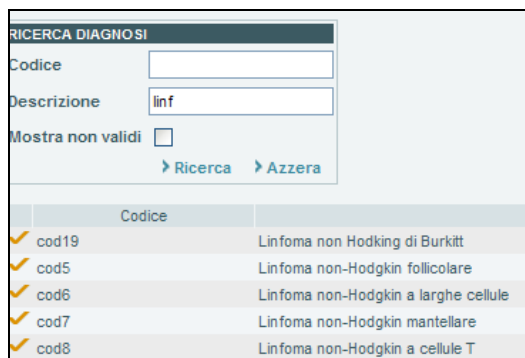 RICERCA DIAGNOSI
Codice
Descrizione linf
Mostra non validi
Ricerca Azzera
Codice
cod19 Linfoma non Hodking di Burkitt
cod5 Linfoma non-Hodgkin follicolare
cod6 Linfoma non-Hodgkin a larghe cellule
cod7 Linfoma non-Hodgkin mantellare
cod8 Linfoma non-Hodgkin a cellule T